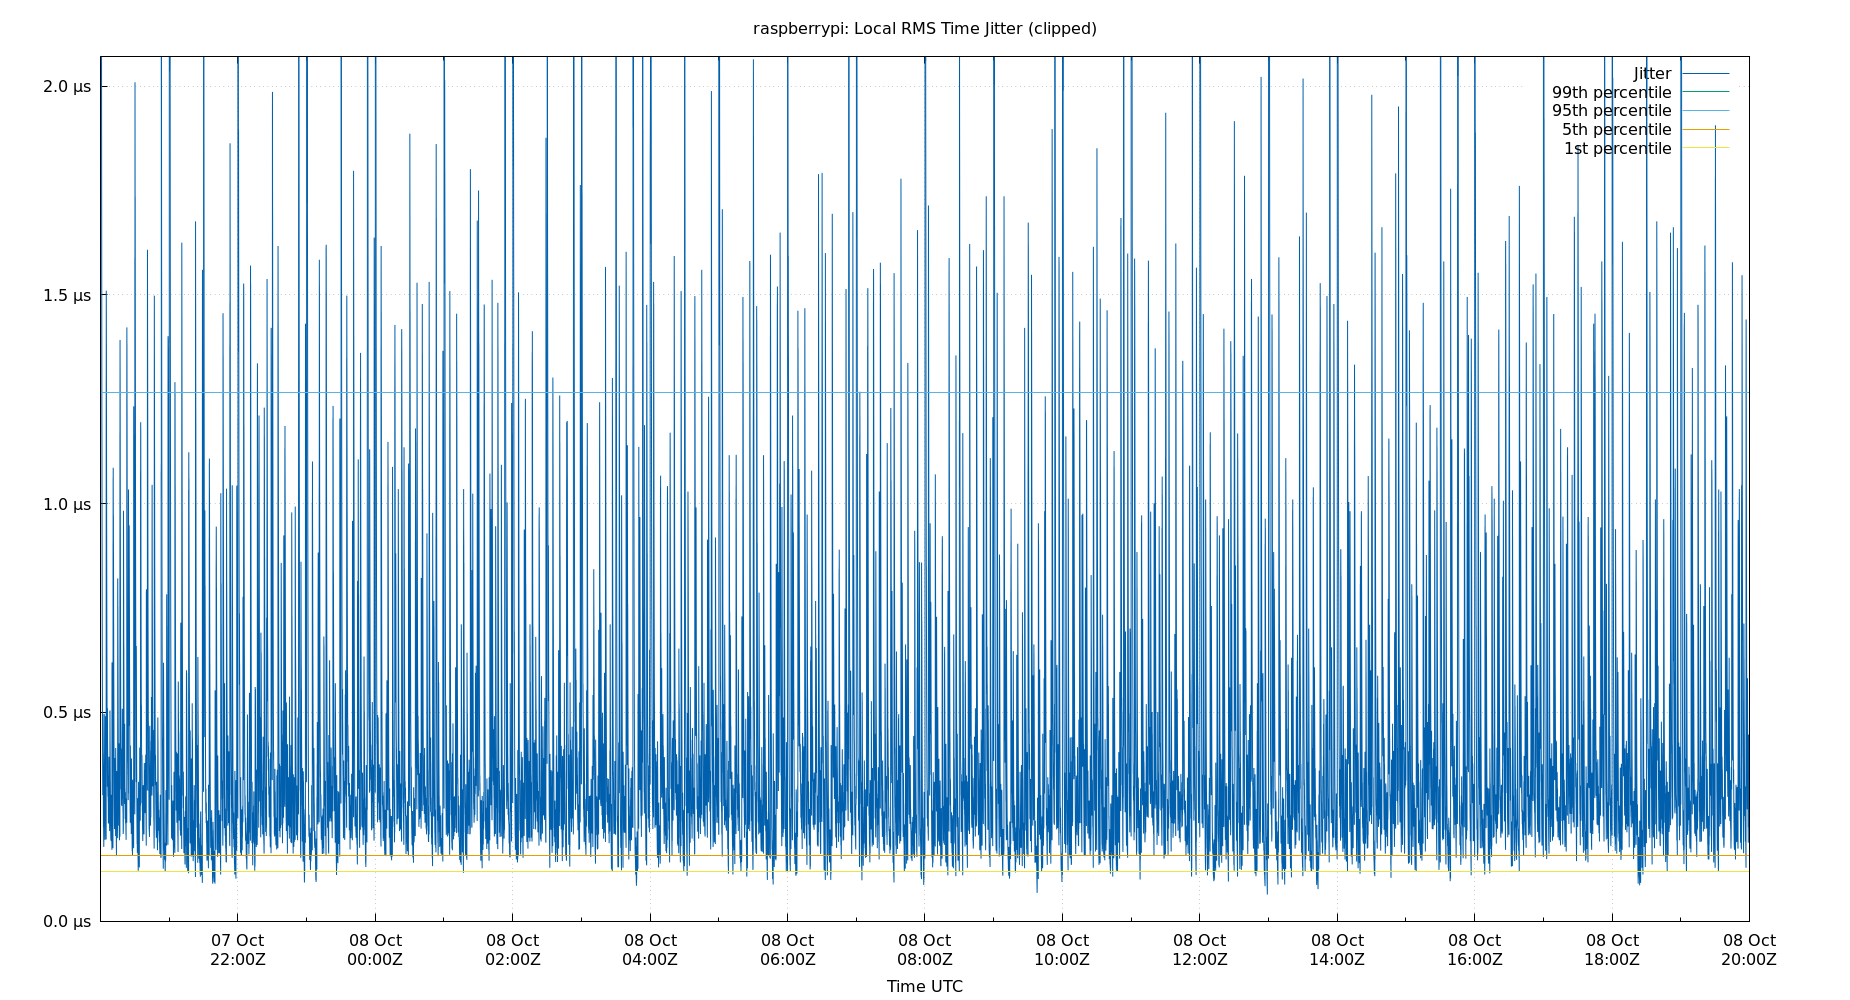 raspberrypi: Local RMS Time Jitter (clipped)
2.0 µs
1.5 µs
1.0 µs
0.5 µs
0.0 µs
Jitter
99th percentile
95th percentile
5th percentile
1st percentile
07 Oct
22:00Z
08 Oct
00:00Z
08 Oct
02:00Z
08 Oct
04:00Z
08 Oct
06:00Z
08 Oct
08:00Z
08 Oct
10:00Z
08 Oct
12:00Z
08 Oct
14:00Z
08 Oct
16:00Z
08 Oct
18:00Z
08 Oct
20:00Z
Time UTC